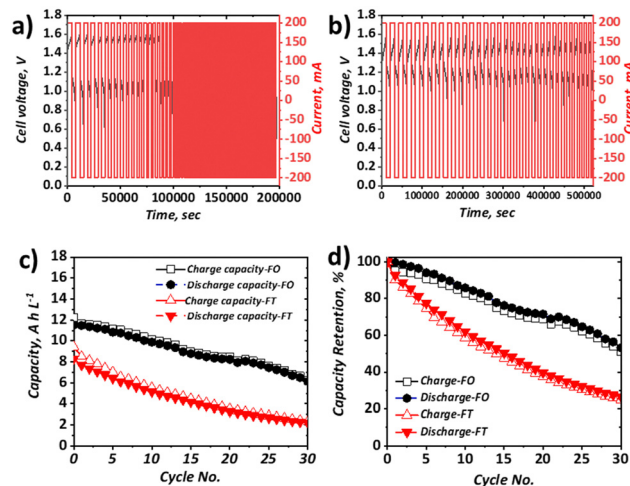 a)
1.8
1.6
1.4
1.2
1.0
0.8
0.6
0.4
0.2
0.0
Cell voltage, V
0 50000 100000 150000 200000
Time, sec
200
150
100
50
0
-50
-100
-150
-200
Current, mA
b)
1.8
1.6
1.4
1.2
1.0
0.8
0.6
0.4
0.2
0.0
Cell voltage, V
0 100000 200000 300000 400000 500000
Time, sec
200
150
100
50
0
-50
-100
-150
-200
Current, mA
c)
18
16
14
12
10
8
6
4
2
0
Capacity, A h L⁻¹
Charge capacity-FO
Discharge capacity-FO
Charge capacity-FT
Discharge capacity-FT
0 5 10 15 20 25 30
Cycle No.
d)
100
80
60
40
20
0
Capacity Retention, %
Charge-FO
Discharge-FO
Charge-FT
Discharge-FT
0 5 10 15 20 25 30
Cycle No.